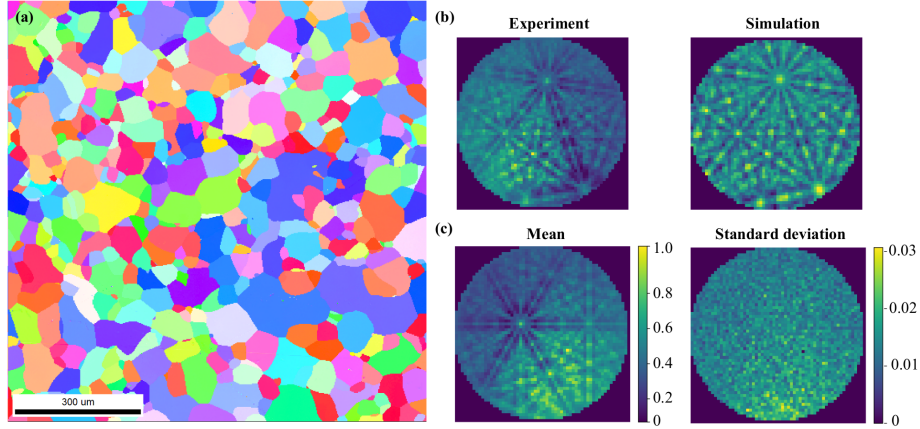 (a)
300 um
(b)
Experiment
Simulation
(c)
Mean
1.0
0.8
0.6
0.4
0.2
0
Standard deviation
0.03
0.02
0.01
0